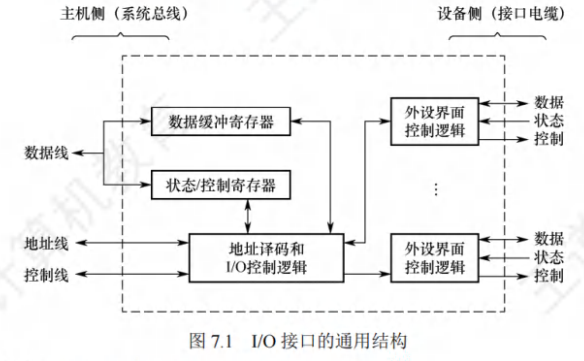 主机侧（系统总线）
设备侧（接口电缆）
数据缓冲寄存器
外设界面
控制逻辑
数据
状态
控制
数据线
状态/控制寄存器
⋮
地址线
控制线
地址译码和
I/O控制逻辑
外设界面
控制逻辑
数据
状态
控制
图 7.1 I/O 接口的通用结构